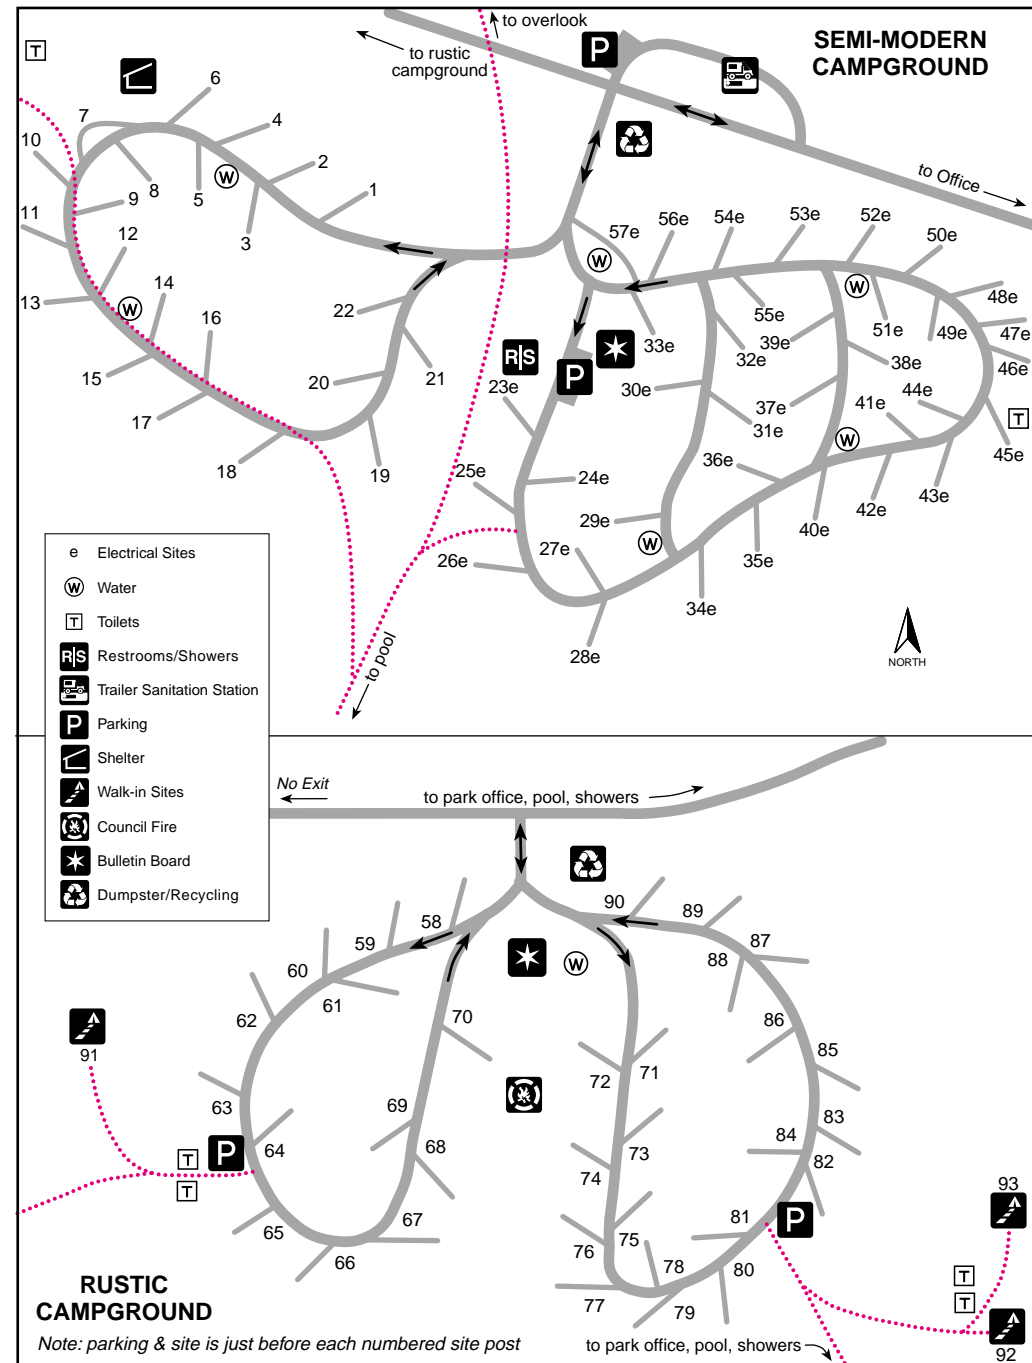 to overlook
to rustic
campground
P
SEMI-MODERN
CAMPGROUND
T
6
4
7
10
2
8
5
W
1
9
3
11
12
14
13
W
16
22
15
20
21
17
18
19
to Office
53e
52e
54e
56e
57e
50e
W
W
48e
55e
51e
49e
47e
33e
39e
32e
38e
46e
R|S
P
23e
30e
37e
31e
44e
41e
T
45e
W
36e
25e
24e
43e
42e
29e
40e
27e
W
26e
35e
34e
28e
to pool
NORTH
e Electrical Sites
W Water
T Toilets
R|S Restrooms/Showers
Trailer Sanitation Station
P Parking
Shelter
Walk-in Sites
Council Fire
Bulletin Board
Dumpster/Recycling
No Exit
to park office, pool, showers
58
59
60
61
62
63
64
65
66
67
68
69
70
91
P
T
T
W
90
89
87
88
86
85
71
72
73
74
75
76
77
78
79
80
81
82
83
84
P
93
T
T
92
RUSTIC
CAMPGROUND
Note: parking & site is just before each numbered site post
to park office, pool, showers